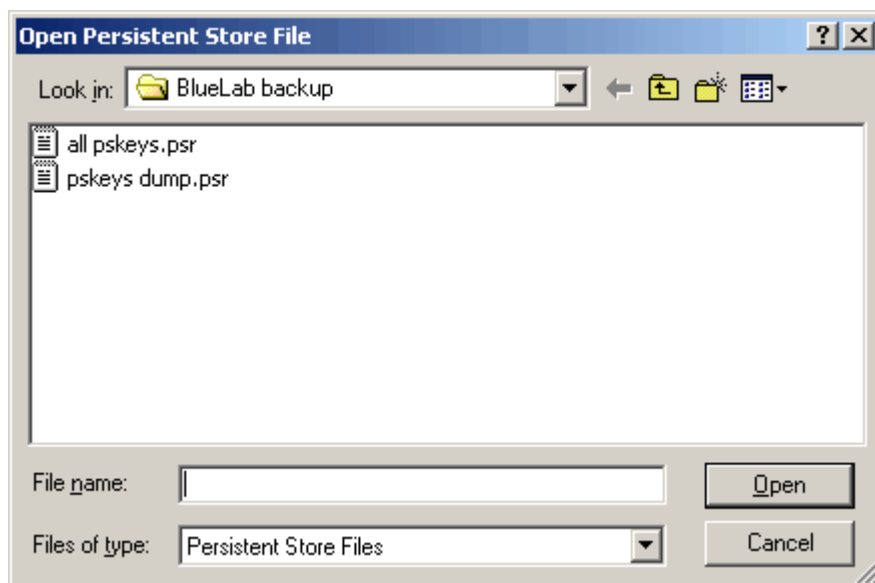 Open Persistent Store File
Look in: BlueLab backup
all pskeys.psr
pskeys dump.psr
File name: Open
Files of type: Persistent Store Files Cancel